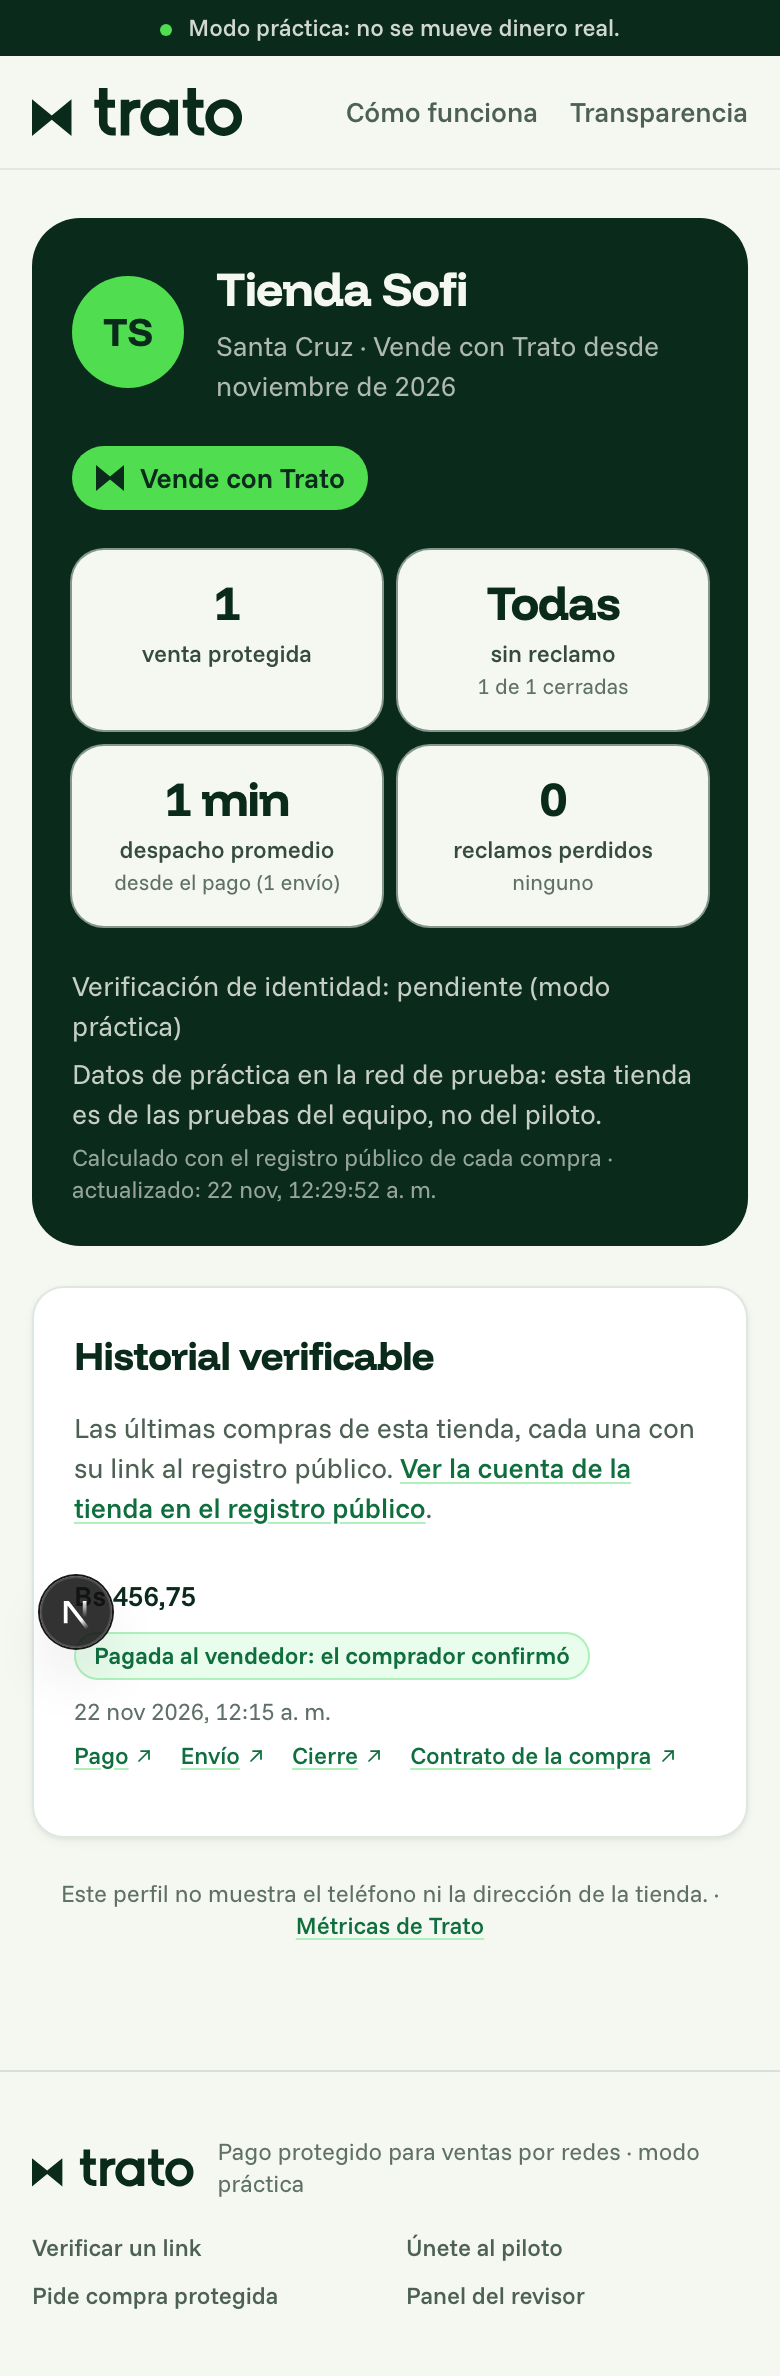 Modo práctica: no se mueve dinero real.
trato
Cómo funciona
Transparencia
TS
Tienda Sofi
Santa Cruz · Vende con Trato desde
noviembre de 2026
Vende con Trato
1
venta protegida
Todas
sin reclamo
1 de 1 cerradas
1 min
despacho promedio
desde el pago (1 envío)
0
reclamos perdidos
ninguno
Verificación de identidad: pendiente (modo
práctica)
Datos de práctica en la red de prueba: esta tienda
es de las pruebas del equipo, no del piloto.
Calculado con el registro público de cada compra ·
actualizado: 22 nov, 12:29:52 a. m.
Historial verificable
Las últimas compras de esta tienda, cada una con
su link al registro público. Ver la cuenta de la
tienda en el registro público.
Bs 456,75
N
Pagada al vendedor: el comprador confirmó
22 nov 2026, 12:15 a. m.
Pago ↗ Envío ↗ Cierre ↗ Contrato de la compra ↗
Este perfil no muestra el teléfono ni la dirección de la tienda. ·
Métricas de Trato
trato
Pago protegido para ventas por redes · modo
práctica
Verificar un link
Únete al piloto
Pide compra protegida
Panel del revisor